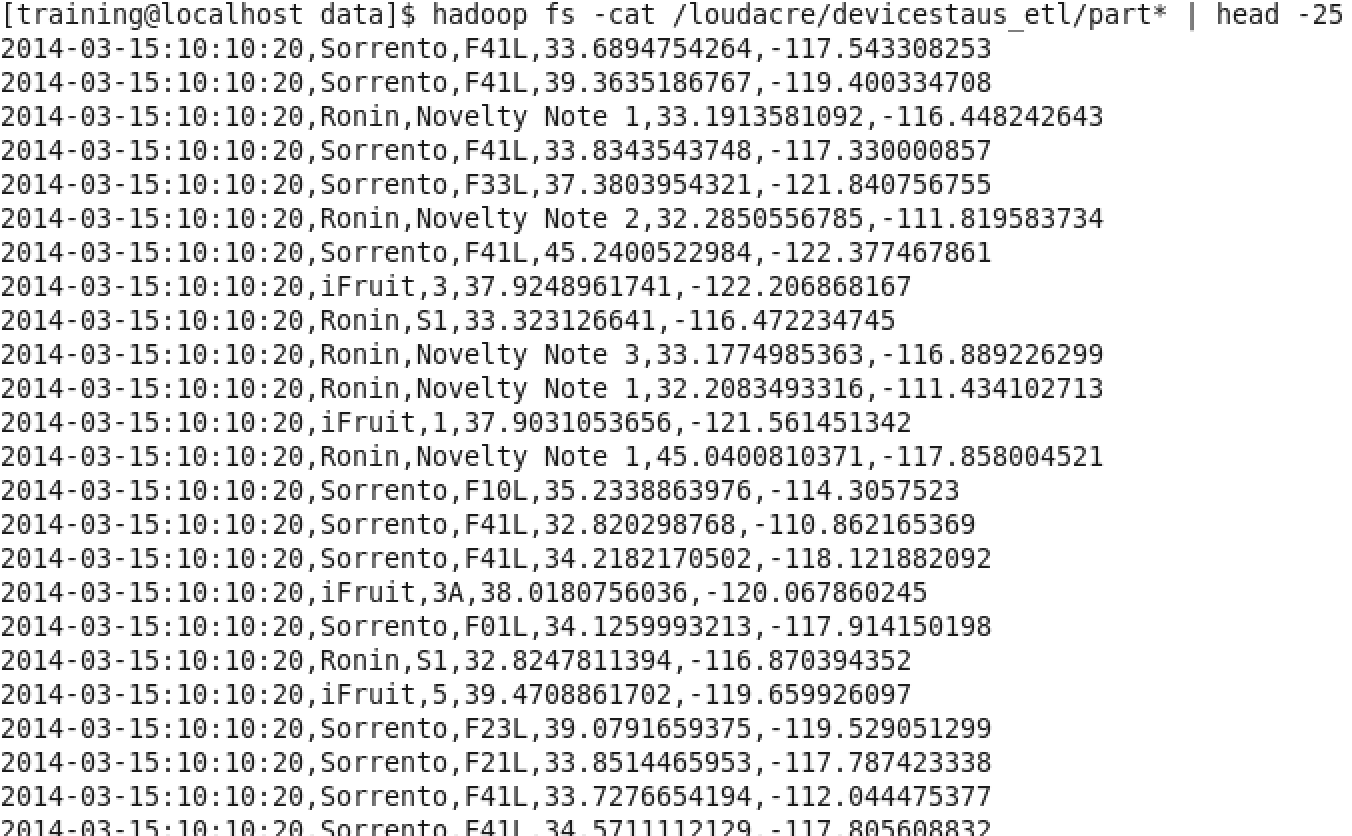 [training@localhost data]$ hadoop fs -cat /loudacre/devicestaus_etl/part* | head -25
2014-03-15:10:10:20,Sorrento,F41L,33.6894754264,-117.543308253
2014-03-15:10:10:20,Sorrento,F41L,39.3635186767,-119.400334708
2014-03-15:10:10:20,Ronin,Novelty Note 1,33.1913581092,-116.448242643
2014-03-15:10:10:20,Sorrento,F41L,33.8343543748,-117.330000857
2014-03-15:10:10:20,Sorrento,F33L,37.3803954321,-121.840756755
2014-03-15:10:10:20,Ronin,Novelty Note 2,32.2850556785,-111.819583734
2014-03-15:10:10:20,Sorrento,F41L,45.2400522984,-122.377467861
2014-03-15:10:10:20,iFruit,3,37.9248961741,-122.206868167
2014-03-15:10:10:20,Ronin,S1,33.323126641,-116.472234745
2014-03-15:10:10:20,Ronin,Novelty Note 3,33.1774985363,-116.889226299
2014-03-15:10:10:20,Ronin,Novelty Note 1,32.2083493316,-111.434102713
2014-03-15:10:10:20,iFruit,1,37.9031053656,-121.561451342
2014-03-15:10:10:20,Ronin,Novelty Note 1,45.0400810371,-117.858004521
2014-03-15:10:10:20,Sorrento,F10L,35.2338863976,-114.3057523
2014-03-15:10:10:20,Sorrento,F41L,32.820298768,-110.862165369
2014-03-15:10:10:20,Sorrento,F41L,34.2182170502,-118.121882092
2014-03-15:10:10:20,iFruit,3A,38.0180756036,-120.067860245
2014-03-15:10:10:20,Sorrento,F01L,34.1259993213,-117.914150198
2014-03-15:10:10:20,Ronin,S1,32.8247811394,-116.870394352
2014-03-15:10:10:20,iFruit,5,39.4708861702,-119.659926097
2014-03-15:10:10:20,Sorrento,F23L,39.0791659375,-119.529051299
2014-03-15:10:10:20,Sorrento,F21L,33.8514465953,-117.787423338
2014-03-15:10:10:20,Sorrento,F41L,33.7276654194,-112.044475377
2014-03-15:10:10:20,Sorrento,F41L,34.5711112129,-117.805608832